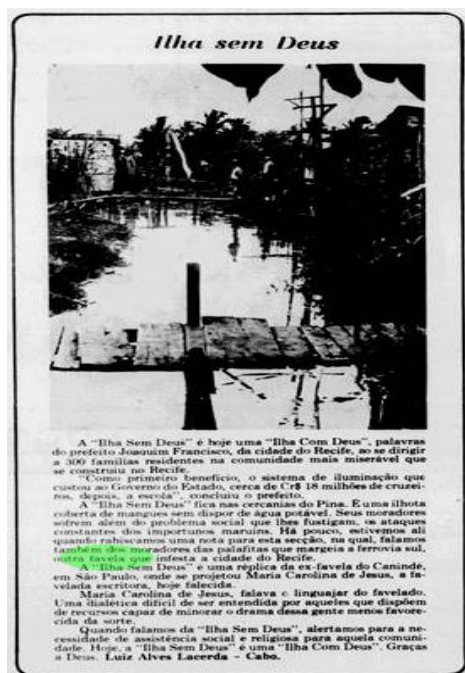 Ilha sem Deus
A "Ilha Sem Deus" é hoje uma "Ilha Com Deus", palavras
do prefeito Joaquim Francisco, da cidade do Recife, ao se dirigir
a 300 famílias residentes na comunidade mais miserável que
se construiu no Recife.
"Como primeiro benefício, o sistema de iluminação que
custou ao Governo do Estado, cerca de Cr$ 18 milhões de cruzei-
ros, depois, a escola", concluiu o prefeito.
A "Ilha Sem Deus" fica nas cercanias do Pina. É uma ilhota
coberta de mangues sem dispor de água potável. Seus moradores
sofrem além do problema social que lhes fustigam, os ataques
constantes dos importunos maruins. Há pouco, estivemos ali
quando rabiscamos uma nota para esta secção, na qual, falamos
também dos moradores das palafitas que margeia a ferrovia sul,
outra favela que infesta a cidade do Recife.
A "Ilha Sem Deus" é uma réplica da ex-favela do Canindé,
em São Paulo, onde se projetou Maria Carolina de Jesus, a fa-
velada escritora, hoje falecida.
Maria Carolina de Jesus, falava o linguajar do favelado.
Uma dialética difícil de ser entendida por aqueles que dispõem
de recursos capaz de minorar o drama dessa gente menos favore-
cida da sorte.
Quando falamos da "Ilha Sem Deus", alertamos para a ne-
cessidade de assistência social e religiosa para aquela comuni-
dade. Hoje, a "Ilha Sem Deus" é uma "Ilha Com Deus". Graças
a Deus. Luiz Alves Lacerda - Cabo.